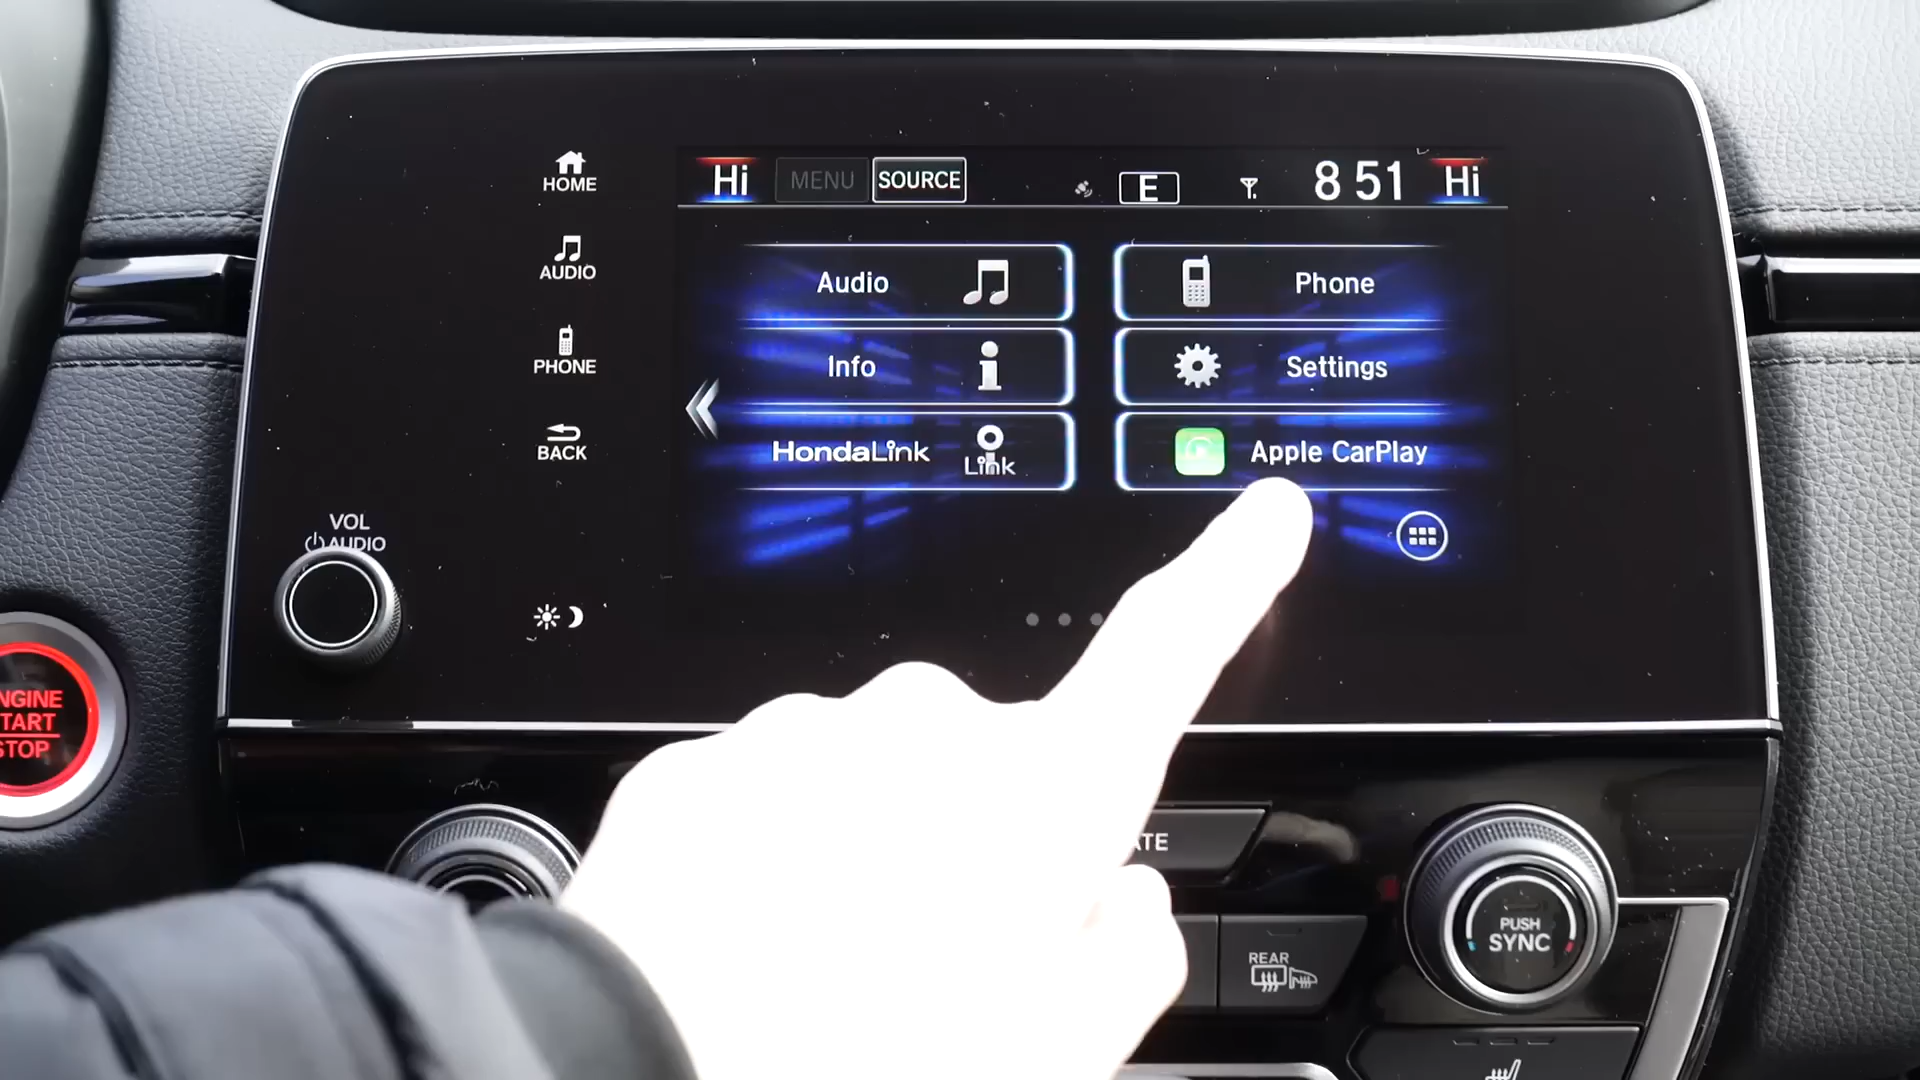 HOME
AUDIO
PHONE
BACK
VOL
AUDIO
Hi MENU SOURCE E 8 51 Hi
Audio Phone
Info Settings
HondaLink Link Apple CarPlay
NGINE
TART
STOP
ATE
REAR
PUSH
SYNC